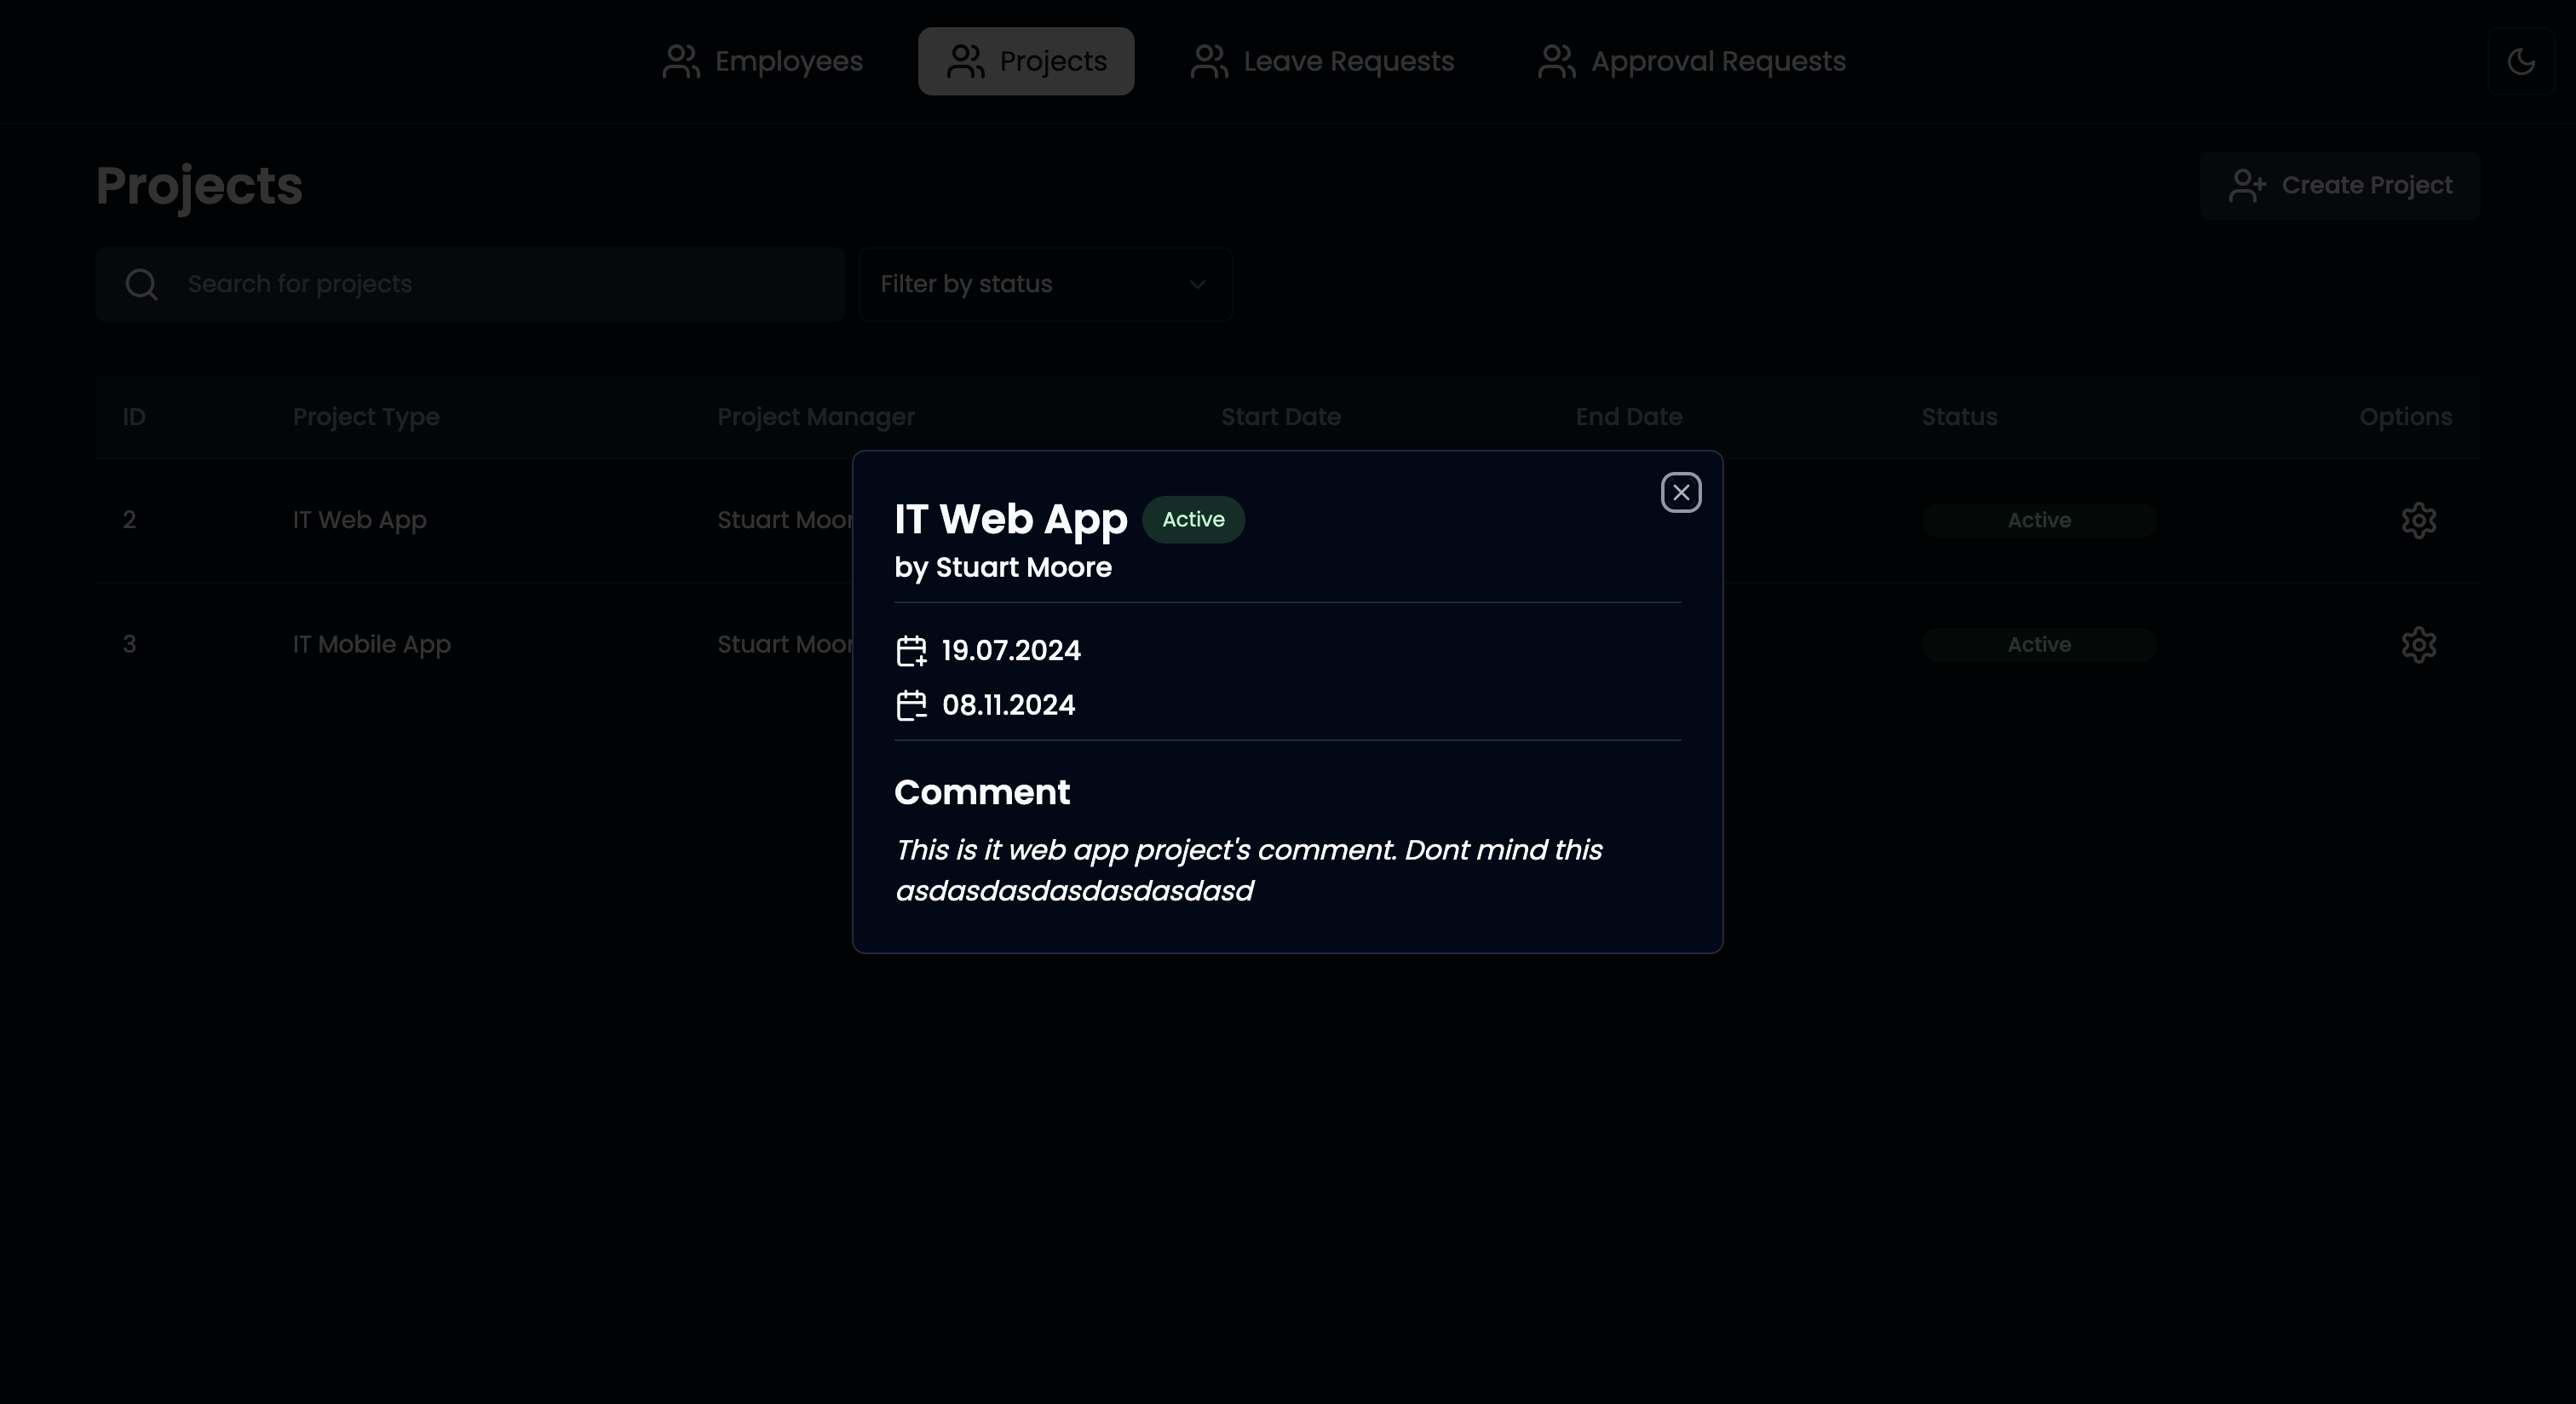 Employees
Projects
Leave Requests
Approval Requests
Projects
Create Project
Search for projects
Filter by status
ID Project Type Project Manager Start Date End Date Status Options
2 IT Web App Stuart Moor Active
3 IT Mobile App Stuart Moor Active
IT Web App Active
by Stuart Moore
19.07.2024
08.11.2024
Comment
This is it web app project's comment. Dont mind this
asdasdasdasdasdasdasd